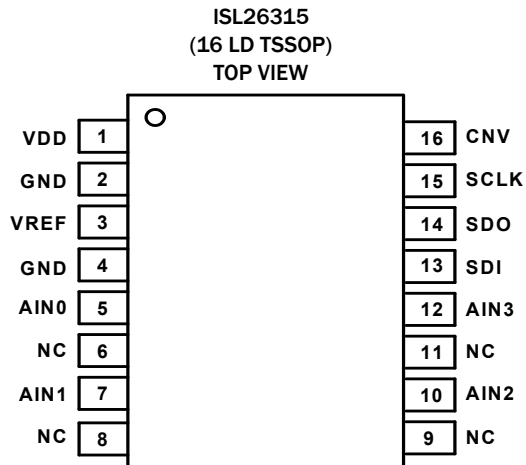 ISL26315
(16 LD TSSOP)
TOP VIEW
VDD 1 16 CNV
GND 2 15 SCLK
VREF 3 14 SDO
GND 4 13 SDI
AIN0 5 12 AIN3
NC 6 11 NC
AIN1 7 10 AIN2
NC 8 9 NC